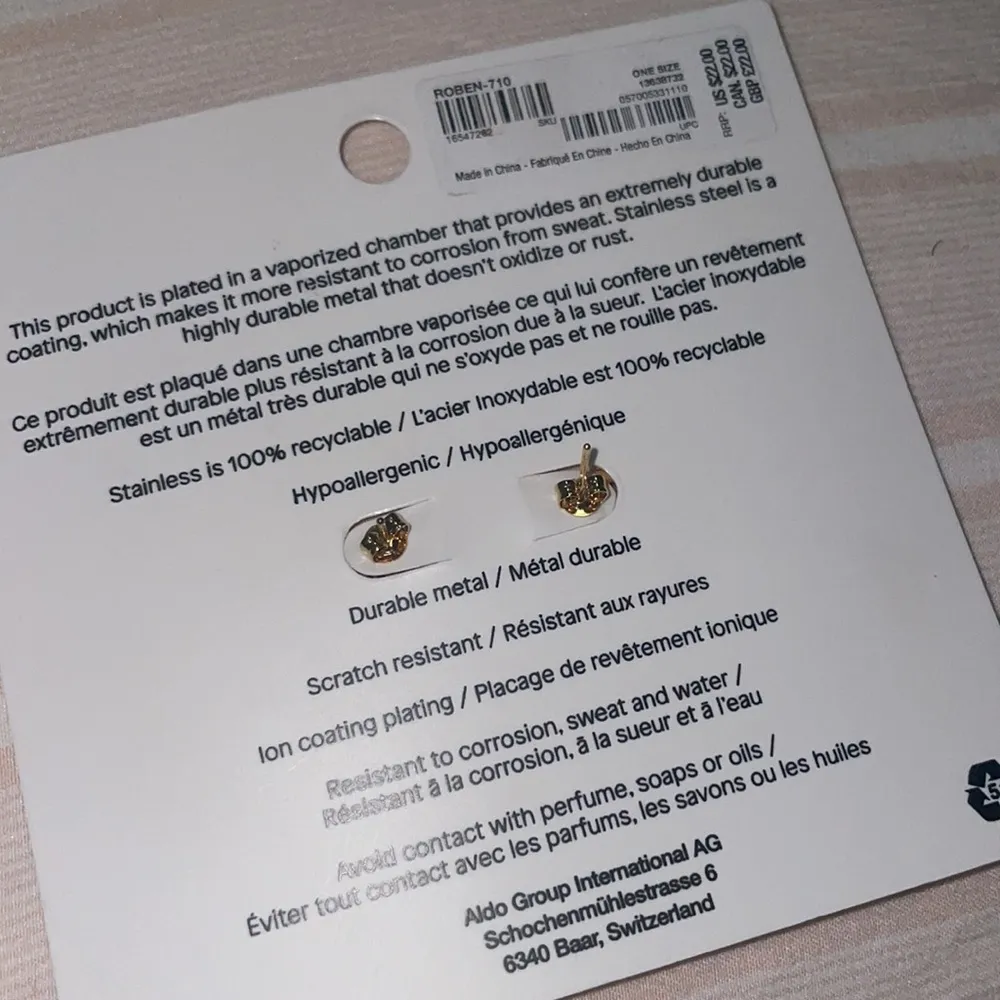 ROBEN-710
16547262
SKU
ONE SIZE
13638733
057005331110
UPC
Made In China - Fabriqué En Chine - Hecho En China
RRP: US $22.00
CAN. $22.00
GBP £22.00
This product is plated in a vaporized chamber that provides an extremely durable
coating, which makes it more resistant to corrosion from sweat. Stainless steel is a
highly durable metal that doesn't oxidize or rust.
Ce produit est plaqué dans une chambre vaporisée ce qui lui confère un revêtement
extrêmement durable plus résistant à la corrosion due à la sueur. L'acier inoxydable
est un métal très durable qui ne s'oxyde pas et ne rouille pas.
Stainless is 100% recyclable / L'acier Inoxydable est 100% recyclable
Hypoallergenic / Hypoallergénique
Durable metal / Métal durable
Scratch resistant / Résistant aux rayures
Ion coating plating / Placage de revêtement ionique
Resistant to corrosion, sweat and water /
Résistant ā la corrosion, ā la sueur et ā l'eau
Avoid contact with perfume, soaps or oils /
Éviter tout contact avec les parfums, les savons ou les huiles
Aldo Group International AG
Schochenmühlestrasse 6
6340 Baar, Switzerland